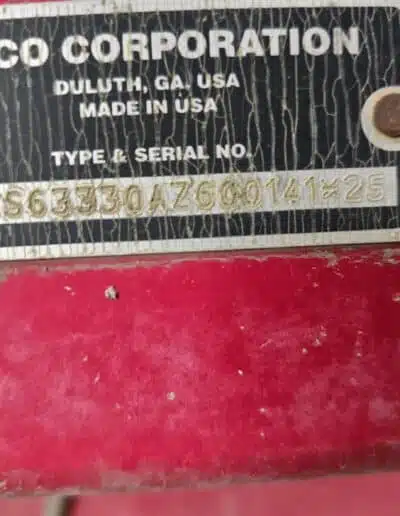 CO CORPORATION
DULUTH, GA. USA
MADE IN USA
TYPE & SERIAL NO.
S63330AZ600141*25